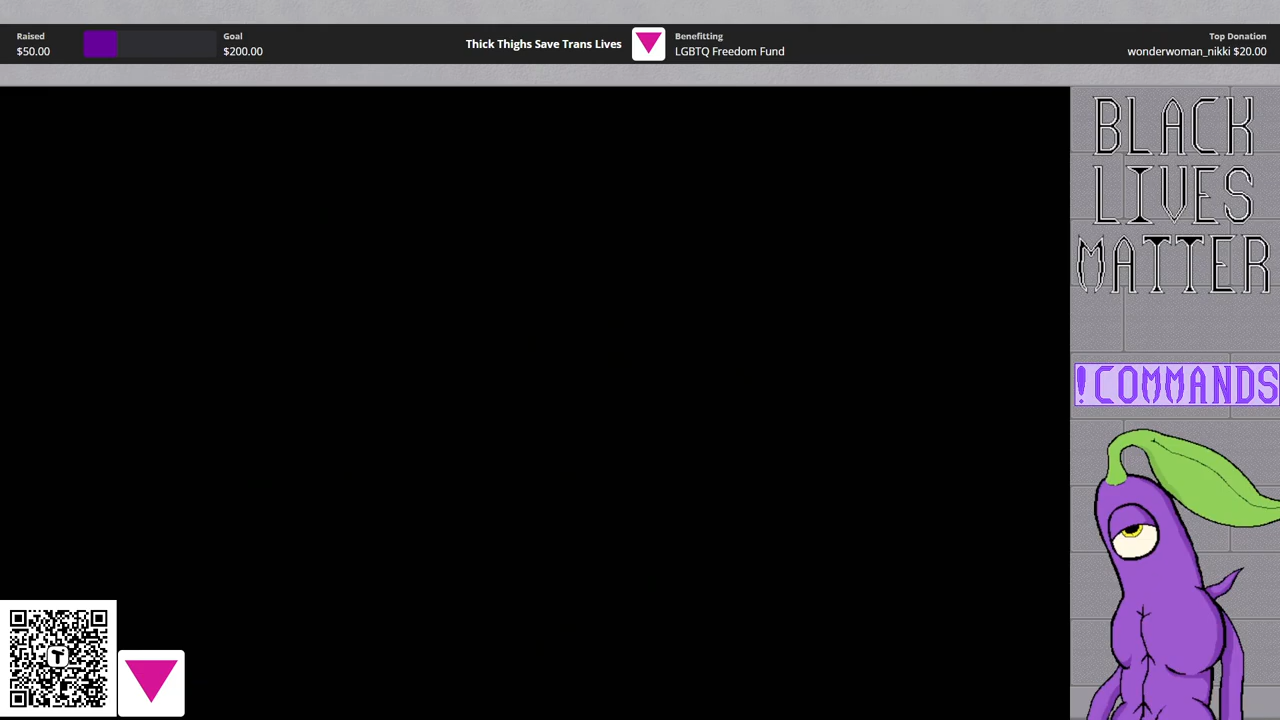 Raised
$50.00
Goal
$200.00
Thick Thighs Save Trans Lives
Benefitting
LGBTQ Freedom Fund
Top Donation
wonderwoman_nikki $20.00
BLACK
LIVES
MATTER
!COMMANDS
T